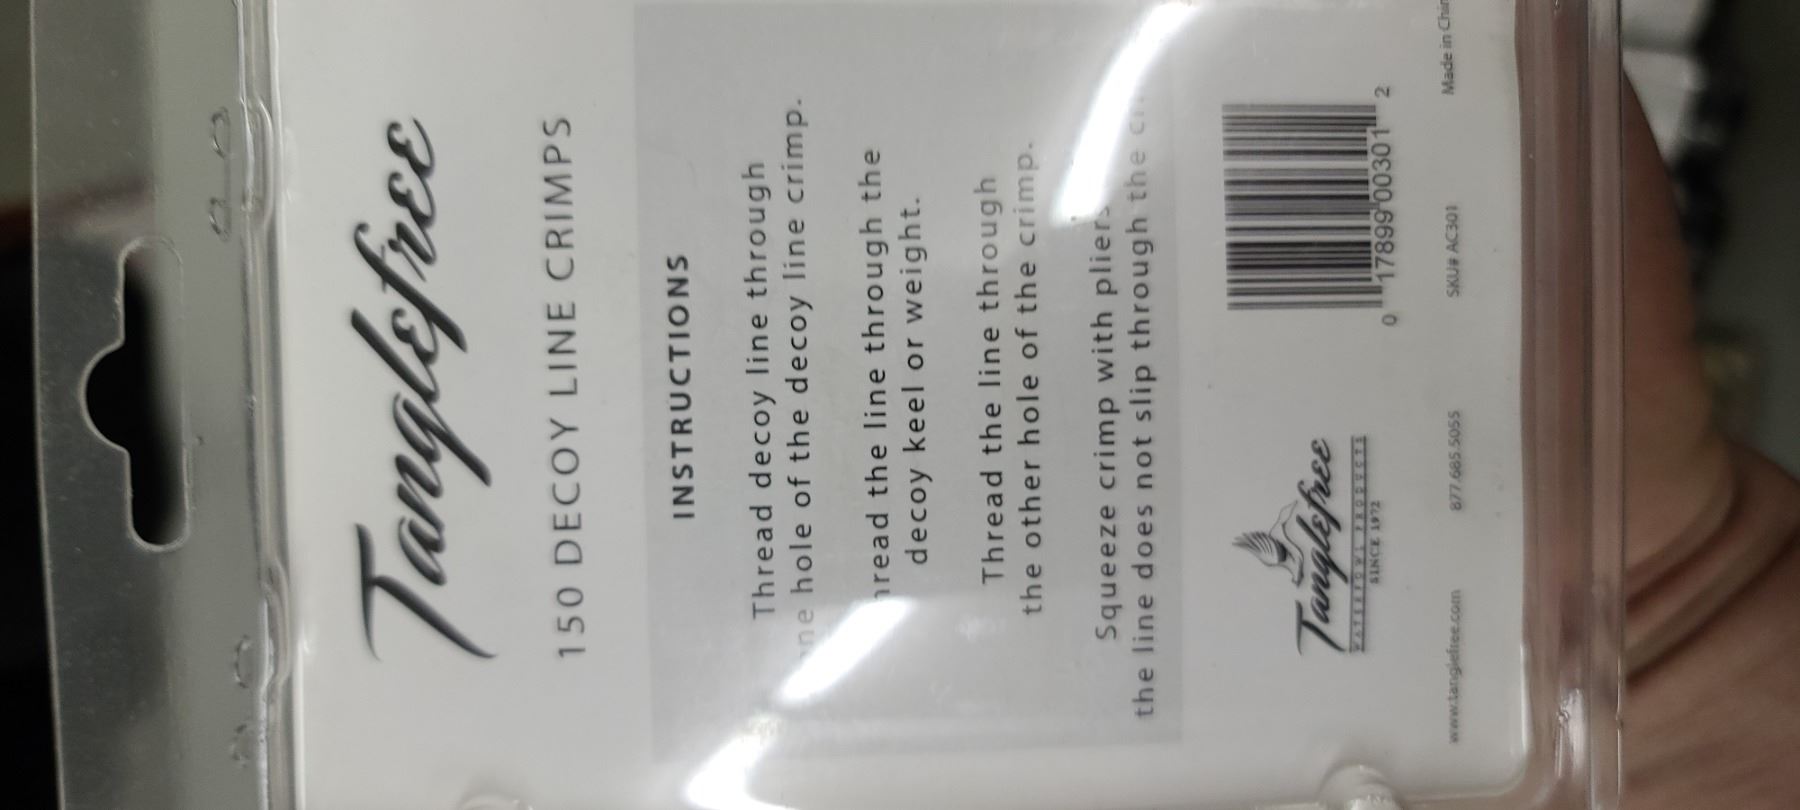 Tanglefree
150 DECOY LINE CRIMPS
INSTRUCTIONS
Thread decoy line through
hole of the decoy line crimp.
the line through the
decoy keel or weight.
Thread the line through
the other hole of the crimp.
Squeeze crimp with pliers
the line does not slip through the
Tanglefree
WATERFOWL PRODUCTS
SINCE 1972
0 17899 00301 2
www.tanglefree.com 877.685.5055 SKU# AC301 Made in